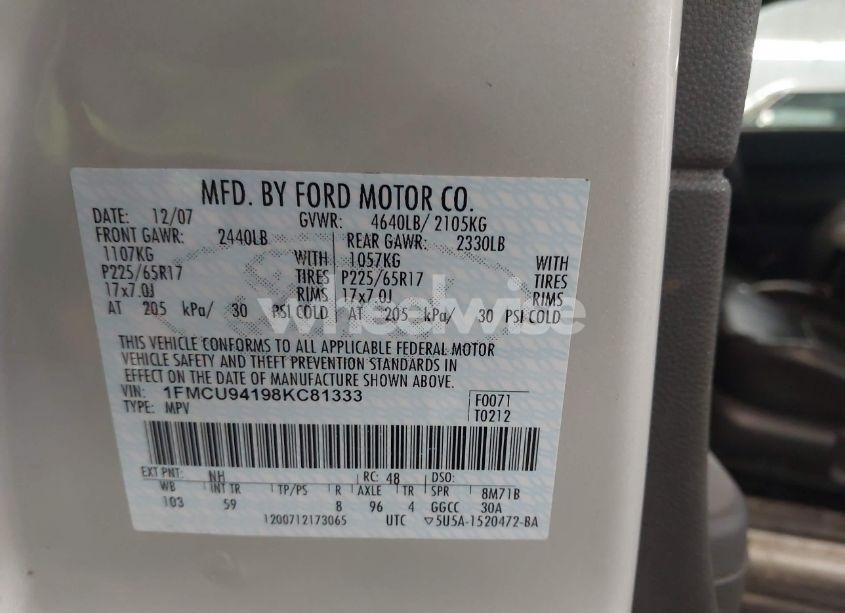 MFD. BY FORD MOTOR CO.
DATE: 12/07 GVWR: 4640LB/ 2105KG
FRONT GAWR: 2440LB REAR GAWR: 2330LB
1107KG WITH 1057KG WITH
P225/65R17 TIRES P225/65R17 TIRES
17x7.0J RIMS 17x7.0J RIMS
AT 205 kPa/ 30 PSI COLD AT 205 kPa/ 30 PSI COLD
wheelwise
THIS VEHICLE CONFORMS TO ALL APPLICABLE FEDERAL MOTOR
VEHICLE SAFETY AND THEFT PREVENTION STANDARDS IN
EFFECT ON THE DATE OF MANUFACTURE SHOWN ABOVE.
VIN: 1FMCU94198KC81333 F0071
TYPE: MPV T0212
EXT PNT: NH RC: 48 DSO:
WB INT TR TP/PS R AXLE TR SPR 8M71B
103 59 8 96 4 GGCC 30A
1200712173065 UTC ▽5U5A-1520472-BA